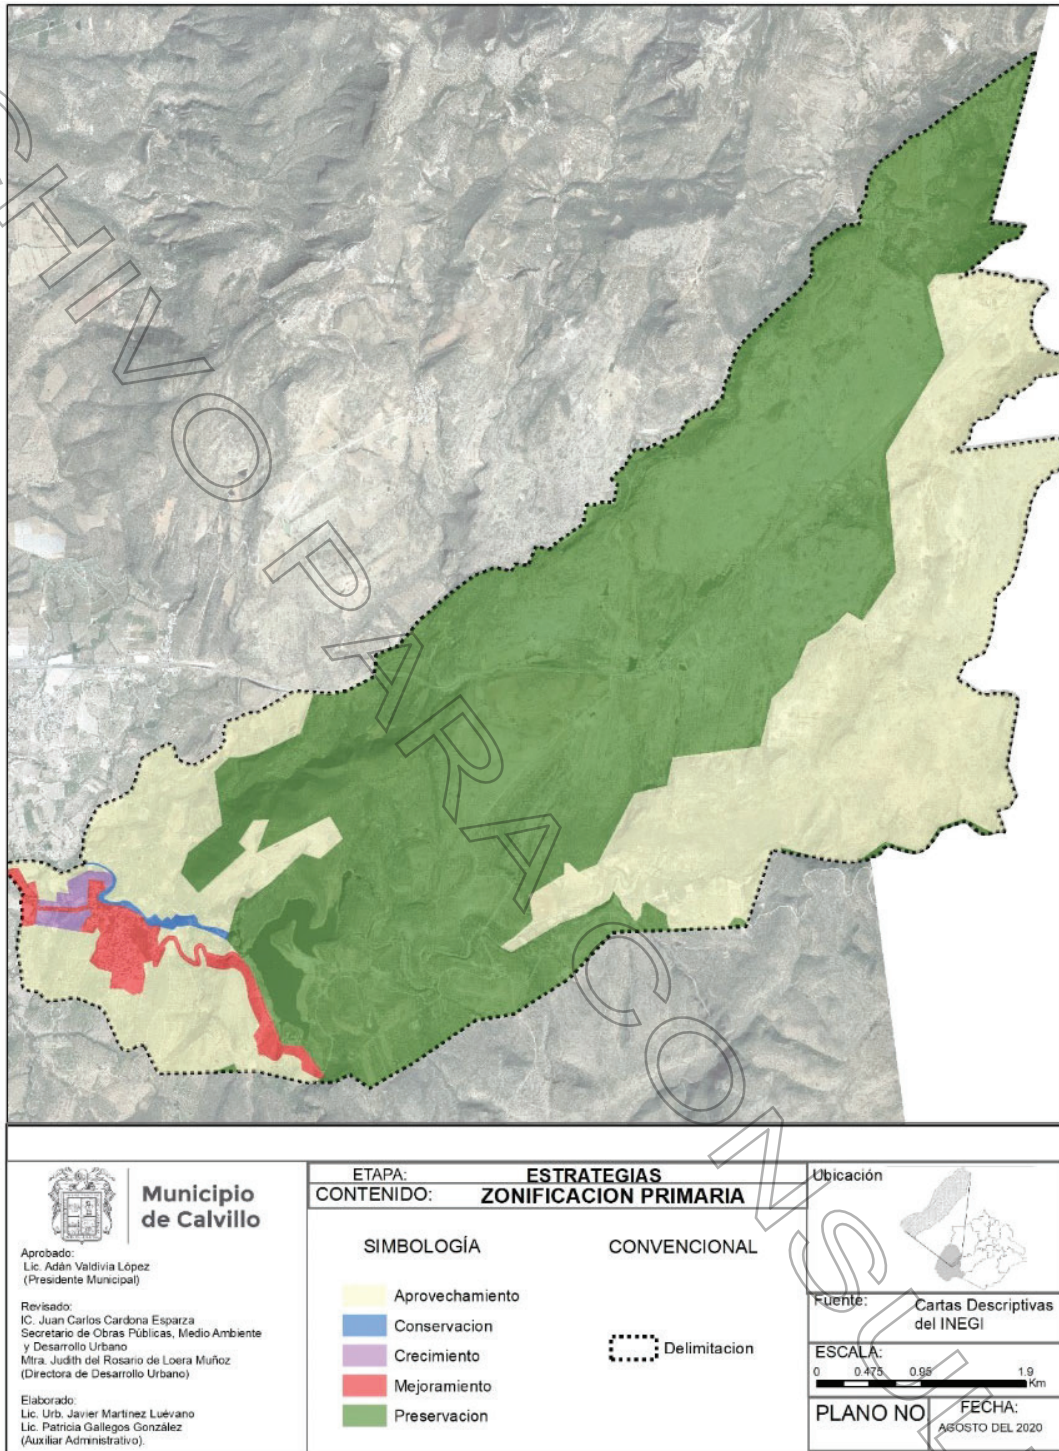 CHIVO PARA CONSUL
Municipio
de Calvillo
Aprobado:
Lic. Adán Valdivia López
(Presidente Municipal)
Revisado:
IC. Juan Carlos Cardona Esparza
Secretario de Obras Públicas, Medio Ambiente
y Desarrollo Urbano
Mtra. Judith del Rosario de Loera Muñoz
(Directora de Desarrollo Urbano)
Elaborado:
Lic. Urb. Javier Martínez Luévano
Lic. Patricia Gallegos González
(Auxiliar Administrativo).
ETAPA: ESTRATEGIAS
CONTENIDO: ZONIFICACION PRIMARIA
SIMBOLOGÍA
Aprovechamiento
Conservacion
Crecimiento
Mejoramiento
Preservacion
CONVENCIONAL
Delimitacion
Ubicación
Fuente: Cartas Descriptivas
del INEGI
ESCALA:
0 0.475 0.95 1.9
Km
PLANO NO
FECHA:
AGOSTO DEL 2020